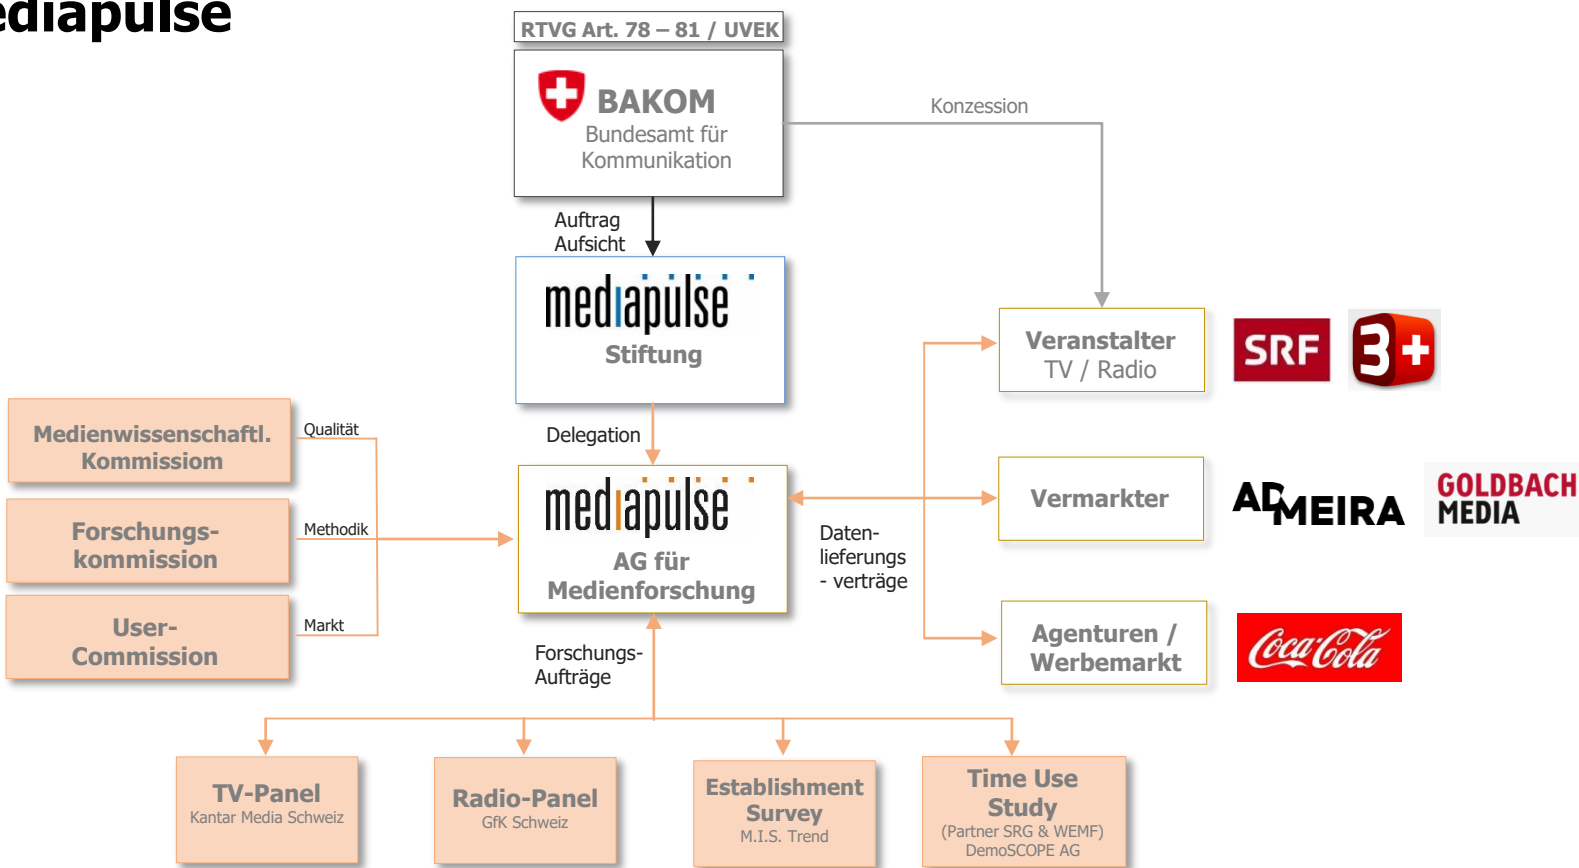 ediapulse
RTVG Art. 78 – 81 / UVEK
BAKOM
Bundesamt für
Kommunikation
Konzession
Auftrag
Aufsicht
mediapulse
Stiftung
Veranstalter
TV / Radio
SRF
3+
Delegation
Medienwissenschaftl.
Kommissiom
Qualität
Forschungs-
kommission
Methodik
User-
Commission
Markt
mediapulse
AG für
Medienforschung
Daten-
lieferungs
- verträge
Vermarkter
ADMEIRA
GOLDBACH
MEDIA
Agenturen /
Werbemarkt
Coca-Cola
Forschungs-
Aufträge
TV-Panel
Kantar Media Schweiz
Radio-Panel
GfK Schweiz
Establishment
Survey
M.I.S. Trend
Time Use
Study
(Partner SRG & WEMF)
DemoSCOPE AG